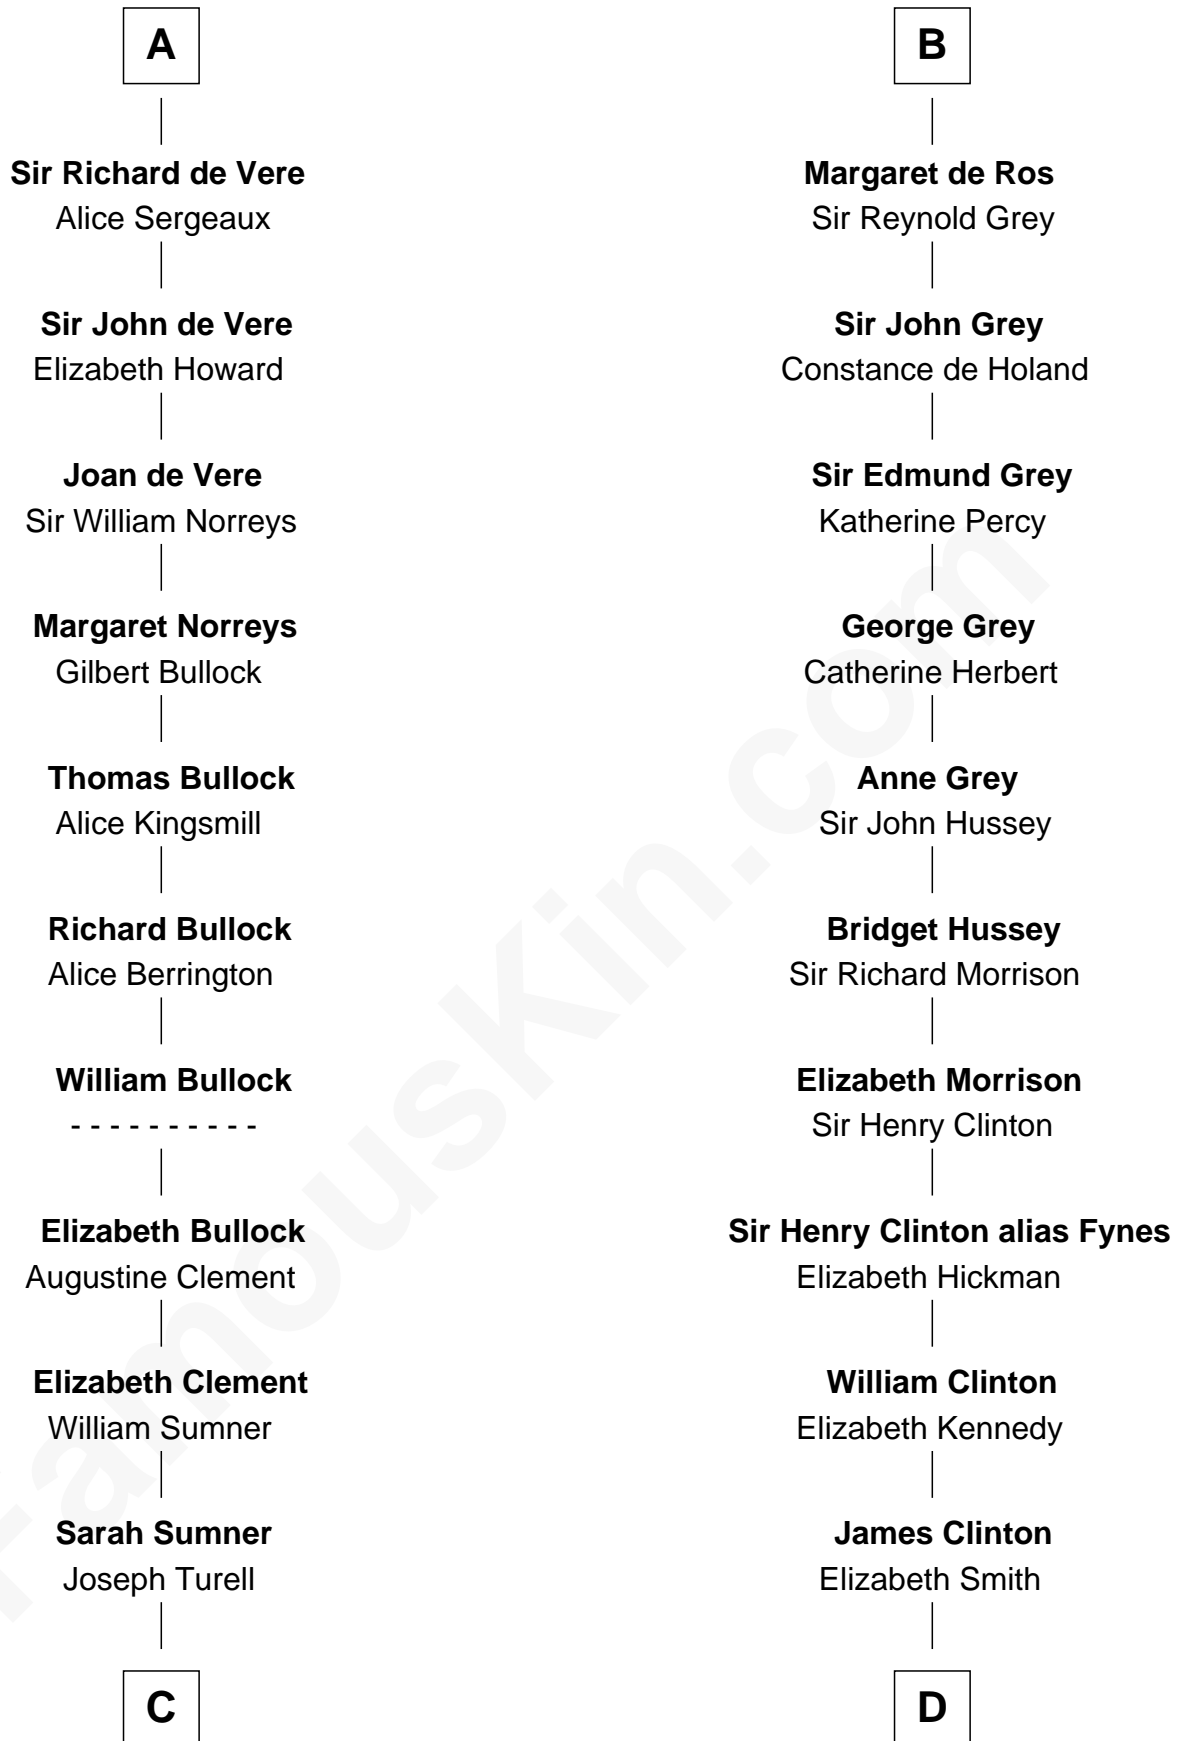 A
Sir Richard de Vere
Alice Sergeaux
Sir John de Vere
Elizabeth Howard
Joan de Vere
Sir William Norreys
Margaret Norreys
Gilbert Bullock
Thomas Bullock
Alice Kingsmill
Richard Bullock
Alice Berrington
William Bullock
- - - - - - - - - -
Elizabeth Bullock
Augustine Clement
Elizabeth Clement
William Sumner
Sarah Sumner
Joseph Turell
C
B
Margaret de Ros
Sir Reynold Grey
Sir John Grey
Constance de Holand
Sir Edmund Grey
Katherine Percy
George Grey
Catherine Herbert
Anne Grey
Sir John Hussey
Bridget Hussey
Sir Richard Morrison
Elizabeth Morrison
Sir Henry Clinton
Sir Henry Clinton alias Fynes
Elizabeth Hickman
William Clinton
Elizabeth Kennedy
James Clinton
Elizabeth Smith
D
FamousKin.com